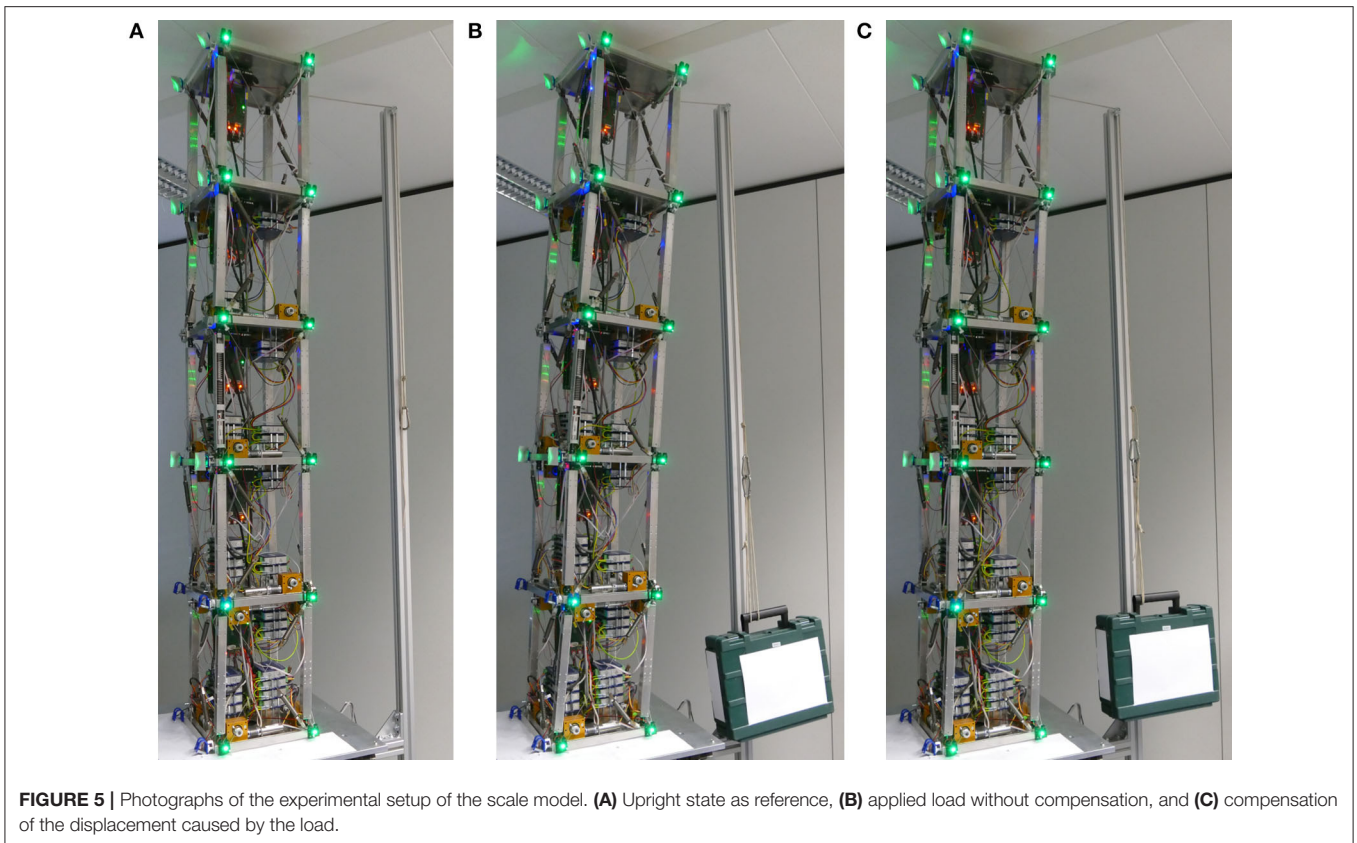 A B C
FIGURE 5 | Photographs of the experimental setup of the scale model. (A) Upright state as reference, (B) applied load without compensation, and (C) compensation
of the displacement caused by the load.